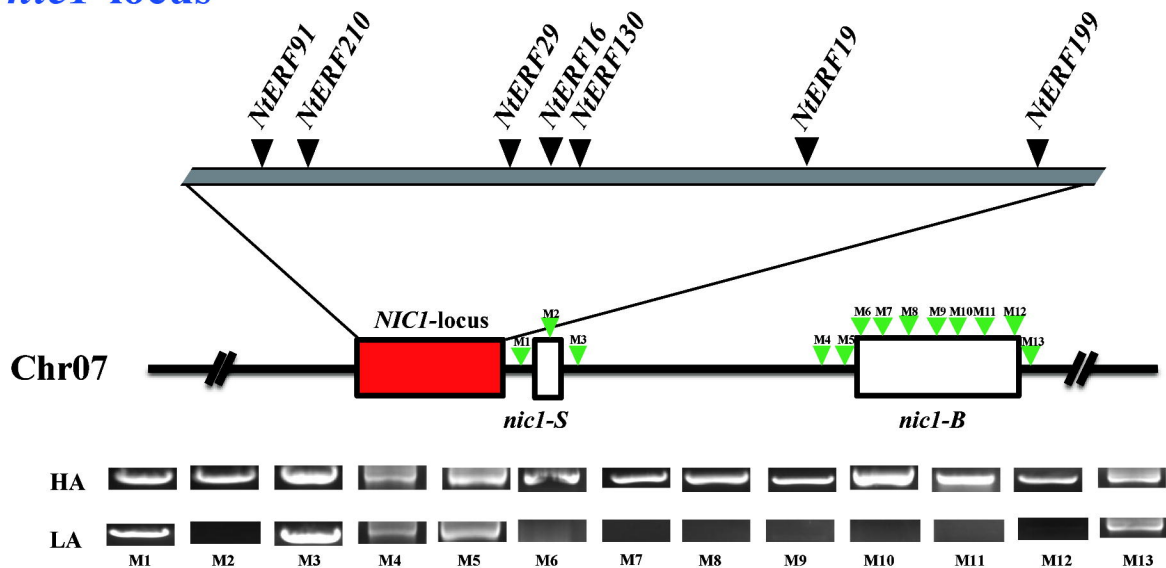 nic1-locus
NtERF91
NtERF210
NtERF29
NtERF16
NtERF130
NtERF19
NtERF199
NIC1-locus
M1
M2
M3
M4
M5
M6
M7
M8
M9
M10
M11
M12
M13
Chr07
nic1-S
nic1-B
HA
LA
M1 M2 M3 M4 M5 M6 M7 M8 M9 M10 M11 M12 M13